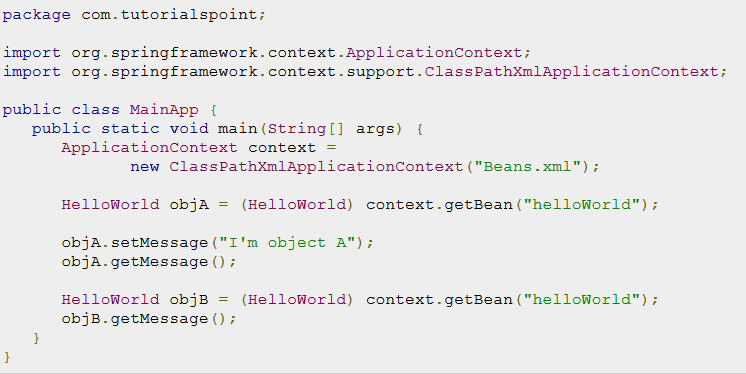 package com.tutorialspoint;
import org.springframework.context.ApplicationContext;
import org.springframework.context.support.ClassPathXmlApplicationContext;
public class MainApp {
   public static void main(String[] args) {
      ApplicationContext context =
             new ClassPathXmlApplicationContext("Beans.xml");
      HelloWorld objA = (HelloWorld) context.getBean("helloWorld");
      objA.setMessage("I'm object A");
      objA.getMessage();
      HelloWorld objB = (HelloWorld) context.getBean("helloWorld");
      objB.getMessage();
   }
}